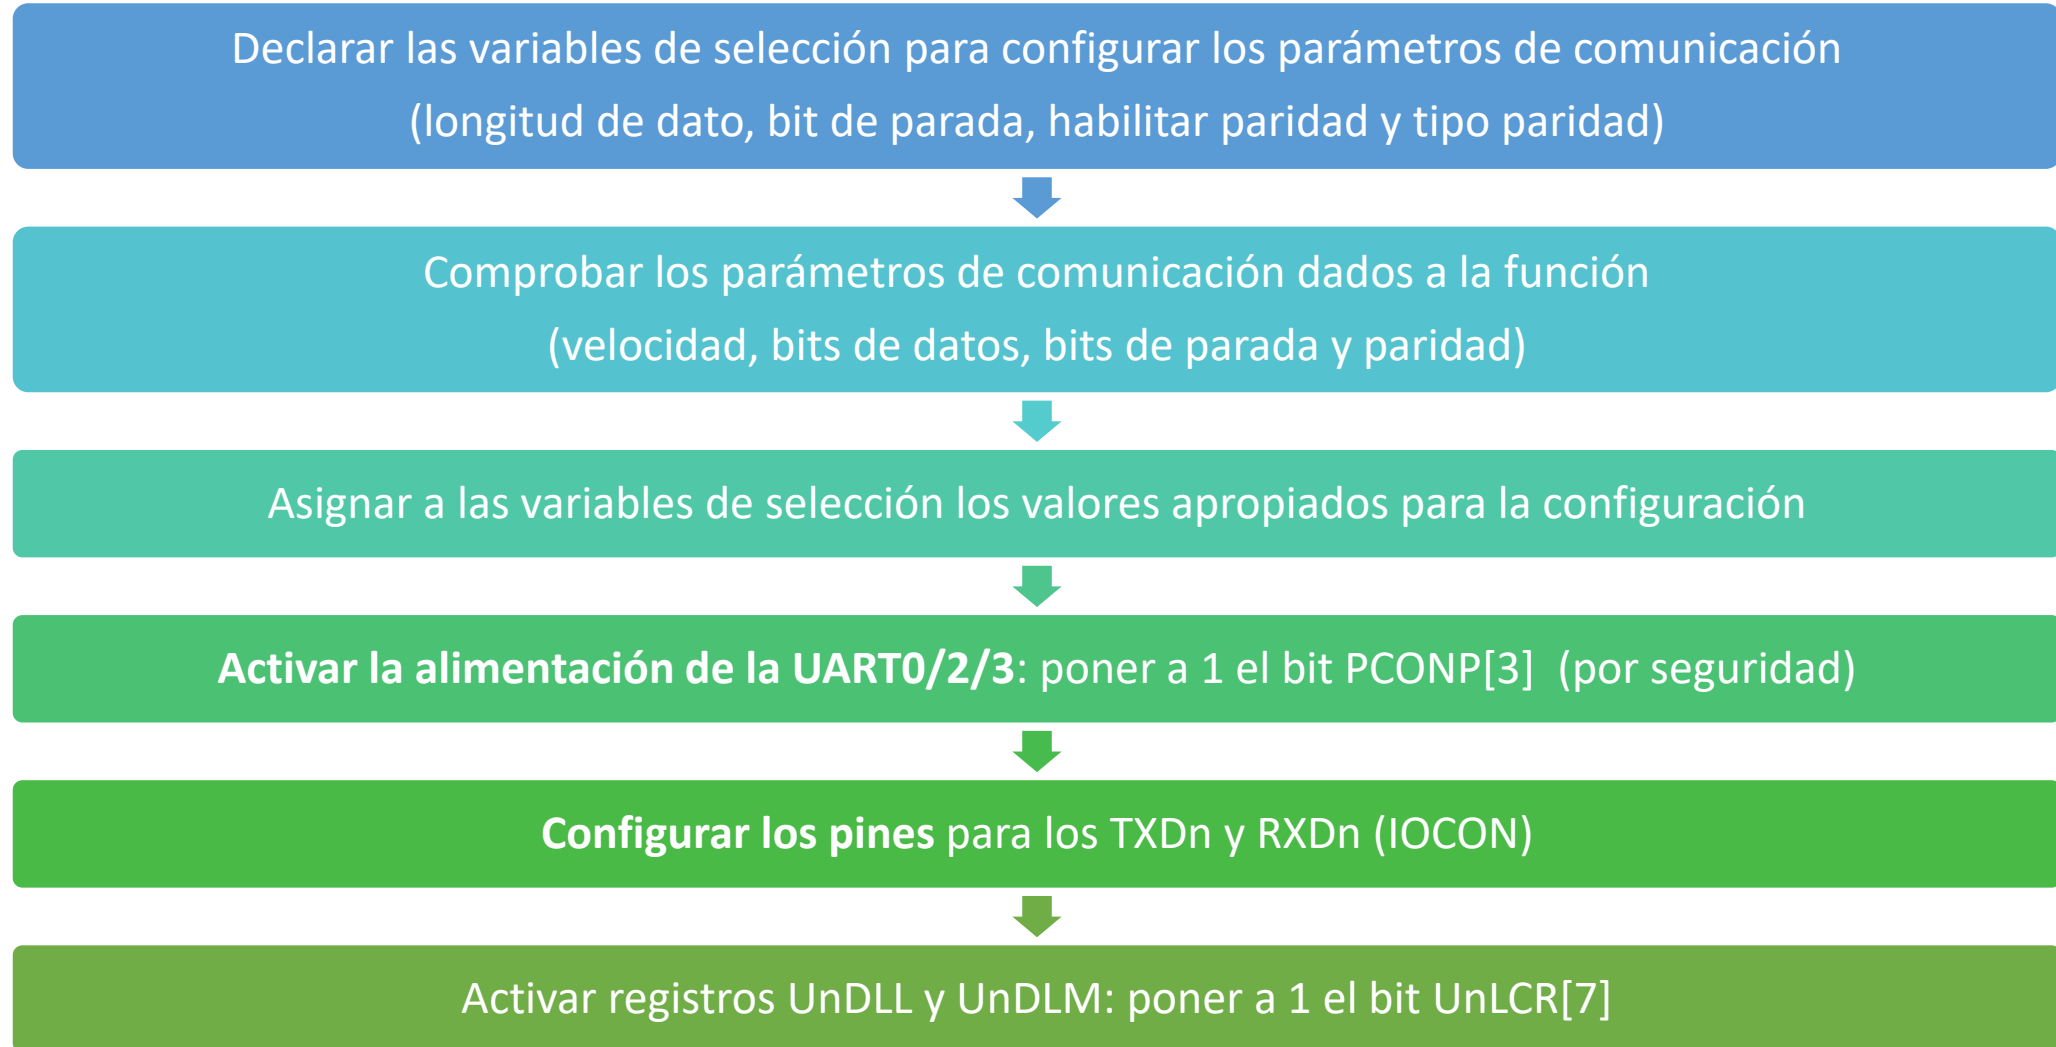 Declarar las variables de selección para configurar los parámetros de comunicación
(longitud de dato, bit de parada, habilitar paridad y tipo paridad)
Comprobar los parámetros de comunicación dados a la función
(velocidad, bits de datos, bits de parada y paridad)
Asignar a las variables de selección los valores apropiados para la configuración
Activar la alimentación de la UART0/2/3: poner a 1 el bit PCONP[3] (por seguridad)
Configurar los pines para los TXDn y RXDn (IOCON)
Activar registros UnDLL y UnDLM: poner a 1 el bit UnLCR[7]